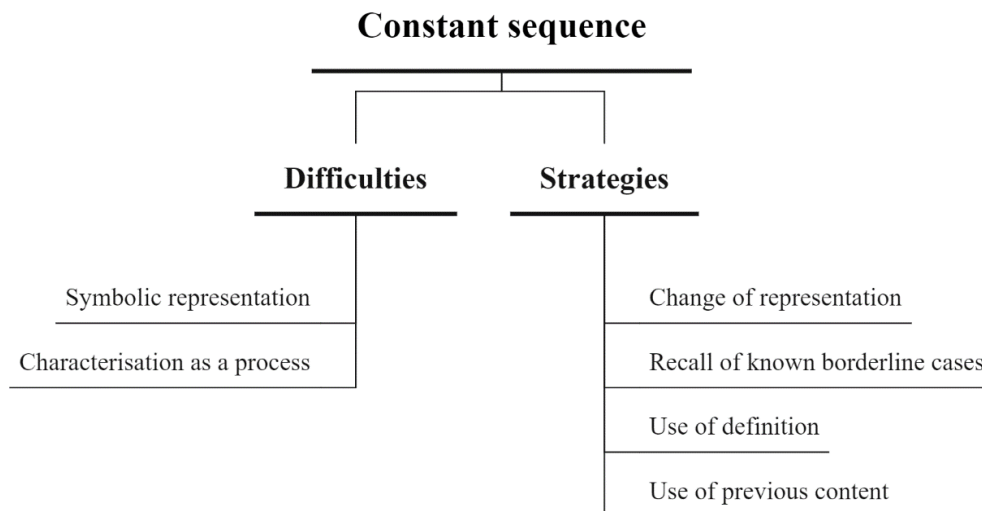 Constant sequence
Difficulties
Strategies
Symbolic representation
Characterisation as a process
Change of representation
Recall of known borderline cases
Use of definition
Use of previous content